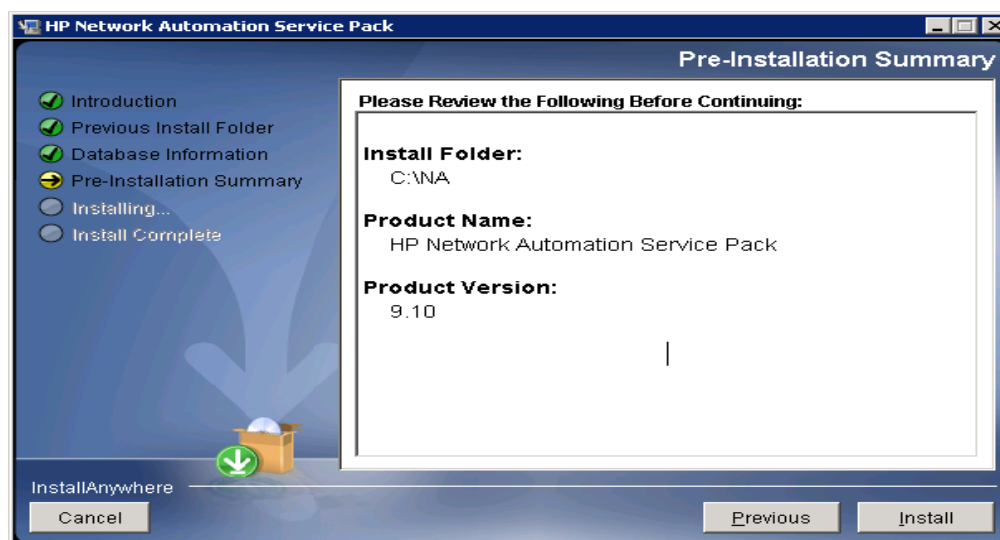 HP Network Automation Service Pack
Pre-Installation Summary
Introduction
Previous Install Folder
Database Information
Pre-Installation Summary
Installing...
Install Complete
Please Review the Following Before Continuing:
Install Folder:
C:\NA
Product Name:
HP Network Automation Service Pack
Product Version:
9.10
InstallAnywhere
Cancel
Previous
Install